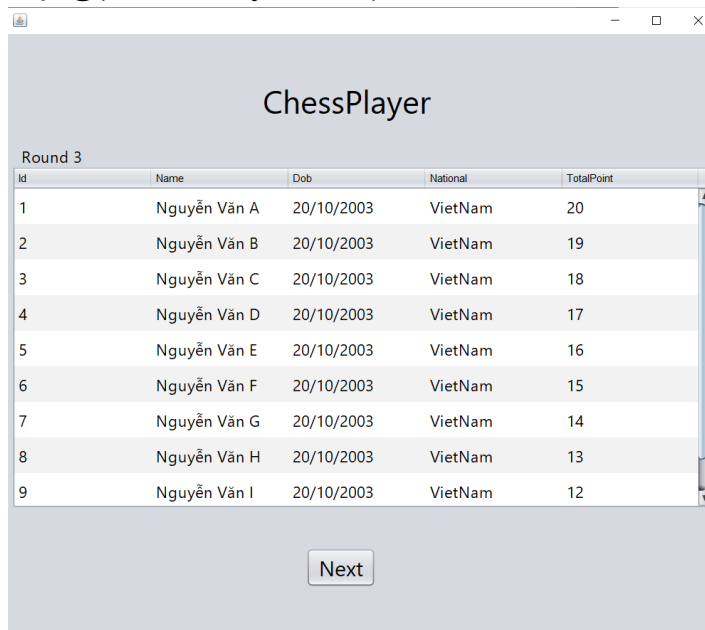 ChessPlayer
Round 3
Id Name Dob National TotalPoint
1 Nguyễn Văn A 20/10/2003 VietNam 20
2 Nguyễn Văn B 20/10/2003 VietNam 19
3 Nguyễn Văn C 20/10/2003 VietNam 18
4 Nguyễn Văn D 20/10/2003 VietNam 17
5 Nguyễn Văn E 20/10/2003 VietNam 16
6 Nguyễn Văn F 20/10/2003 VietNam 15
7 Nguyễn Văn G 20/10/2003 VietNam 14
8 Nguyễn Văn H 20/10/2003 VietNam 13
9 Nguyễn Văn I 20/10/2003 VietNam 12
Next